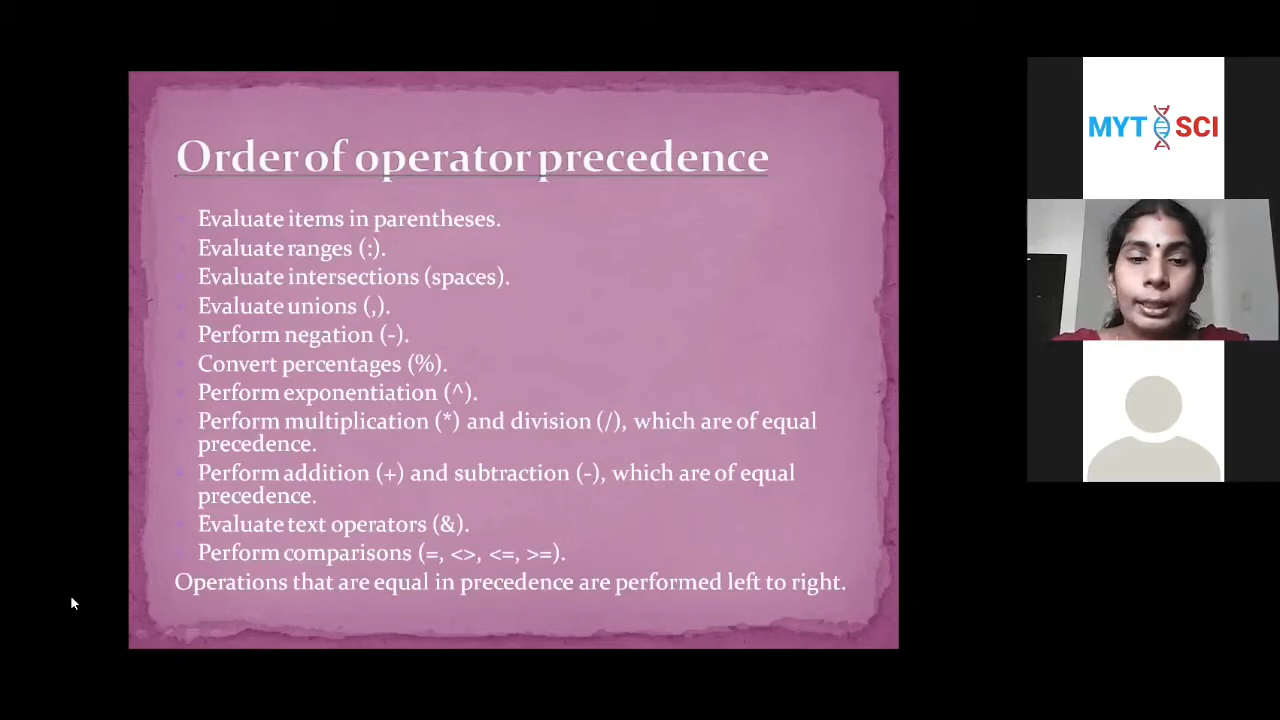 Order of operator precedence
Evaluate items in parentheses.
Evaluate ranges (:).
Evaluate intersections (spaces).
Evaluate unions (,).
Perform negation (-).
Convert percentages (%).
Perform exponentiation (^).
Perform multiplication (*) and division (/), which are of equal
precedence.
Perform addition (+) and subtraction (-), which are of equal
precedence.
Evaluate text operators (&).
Perform comparisons (=, <>, <=, >=).
Operations that are equal in precedence are performed left to right.
MYT SCI